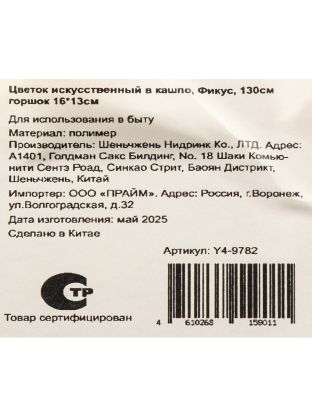 Цветок искусственный в кашпо, Фикус, 130см
горшок 16*13см
Для использования в быту
Материал: полимер
Производитель: Шеньчжень Нидринк Ко., ЛТД. Адрес:
А1401, Голдман Сакс Билдинг, No. 18 Шаки Комью-
нити Сентэ Роад, Синкао Стрит, Баоян Дистрикт,
Шеньчжень, Китай
Импортер: ООО «ПРАЙМ». Адрес: Россия, г.Воронеж,
ул.Волгоградская, д.32
Дата изготовления: май 2025
Сделано в Китае
Артикул: Y4-9782
С ТР
Товар сертифицирован
4 610268 159011